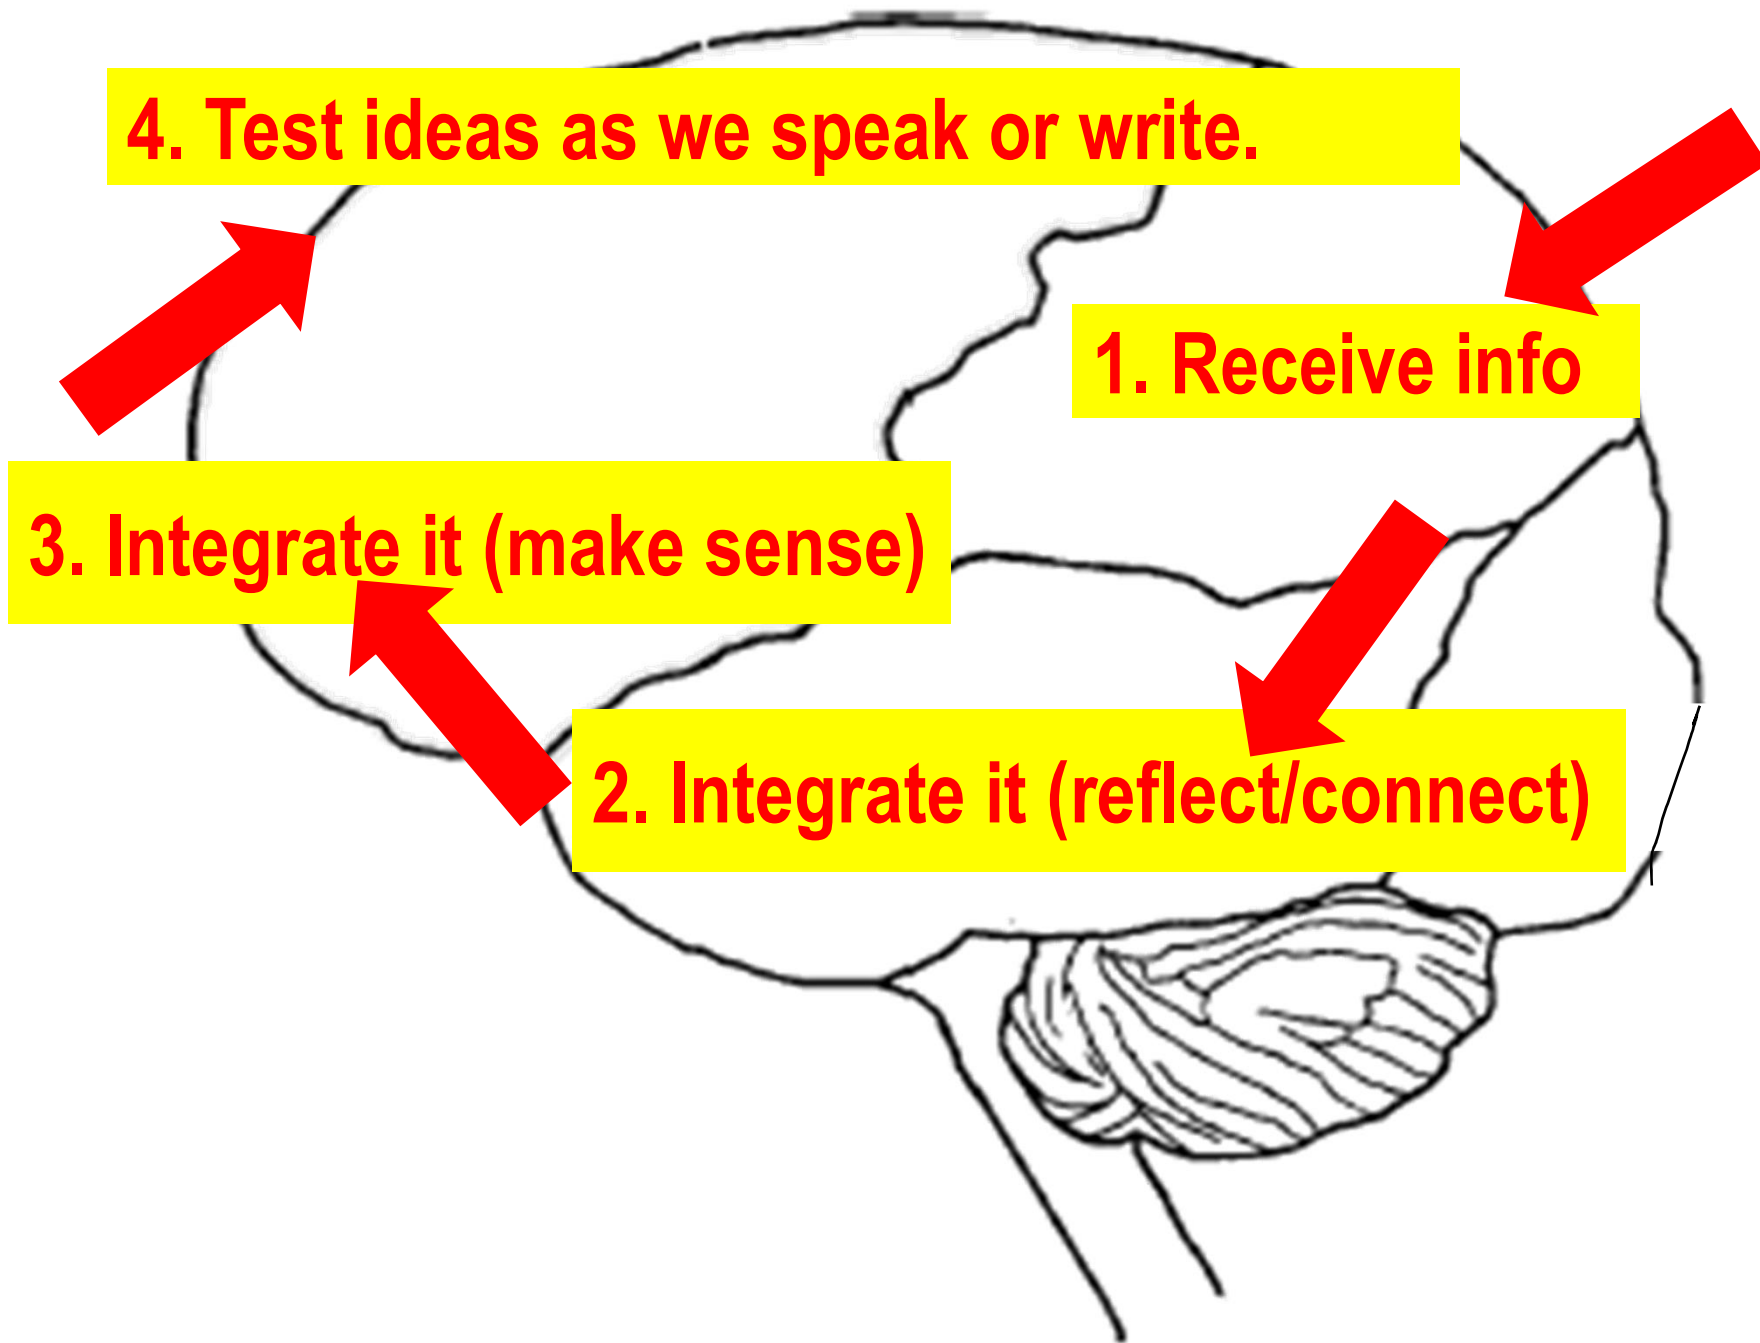 4. Test ideas as we speak or write.
1. Receive info
3. Integrate it (make sense)
2. Integrate it (reflect/connect)